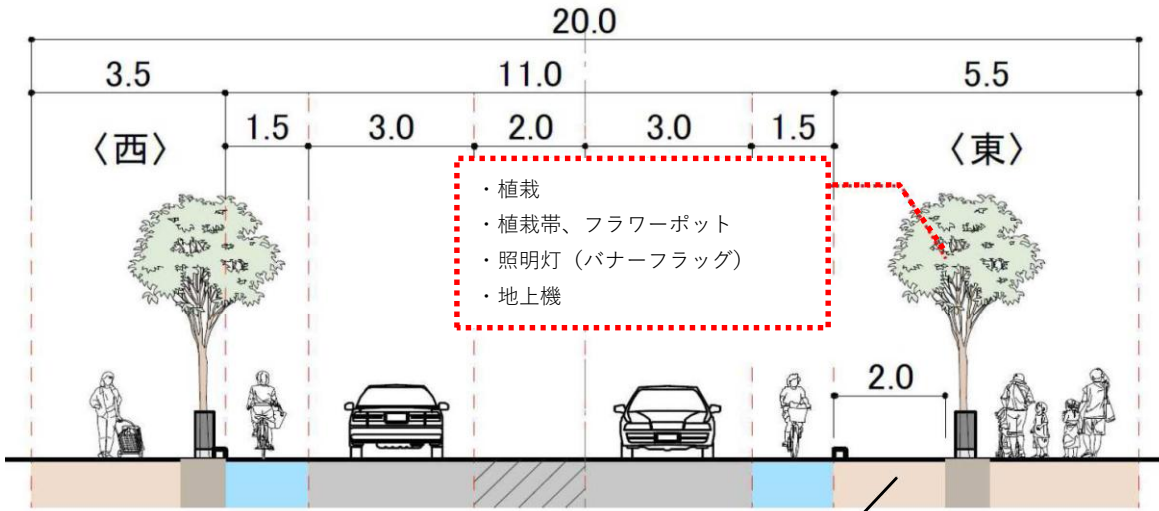 20.0
3.5 11.0 5.5
〈西〉 1.5 3.0 2.0 3.0 1.5 〈東〉
・植栽
・植栽帯、フラワーポット
・照明灯（バナーフラッグ）
・地上機
2.0